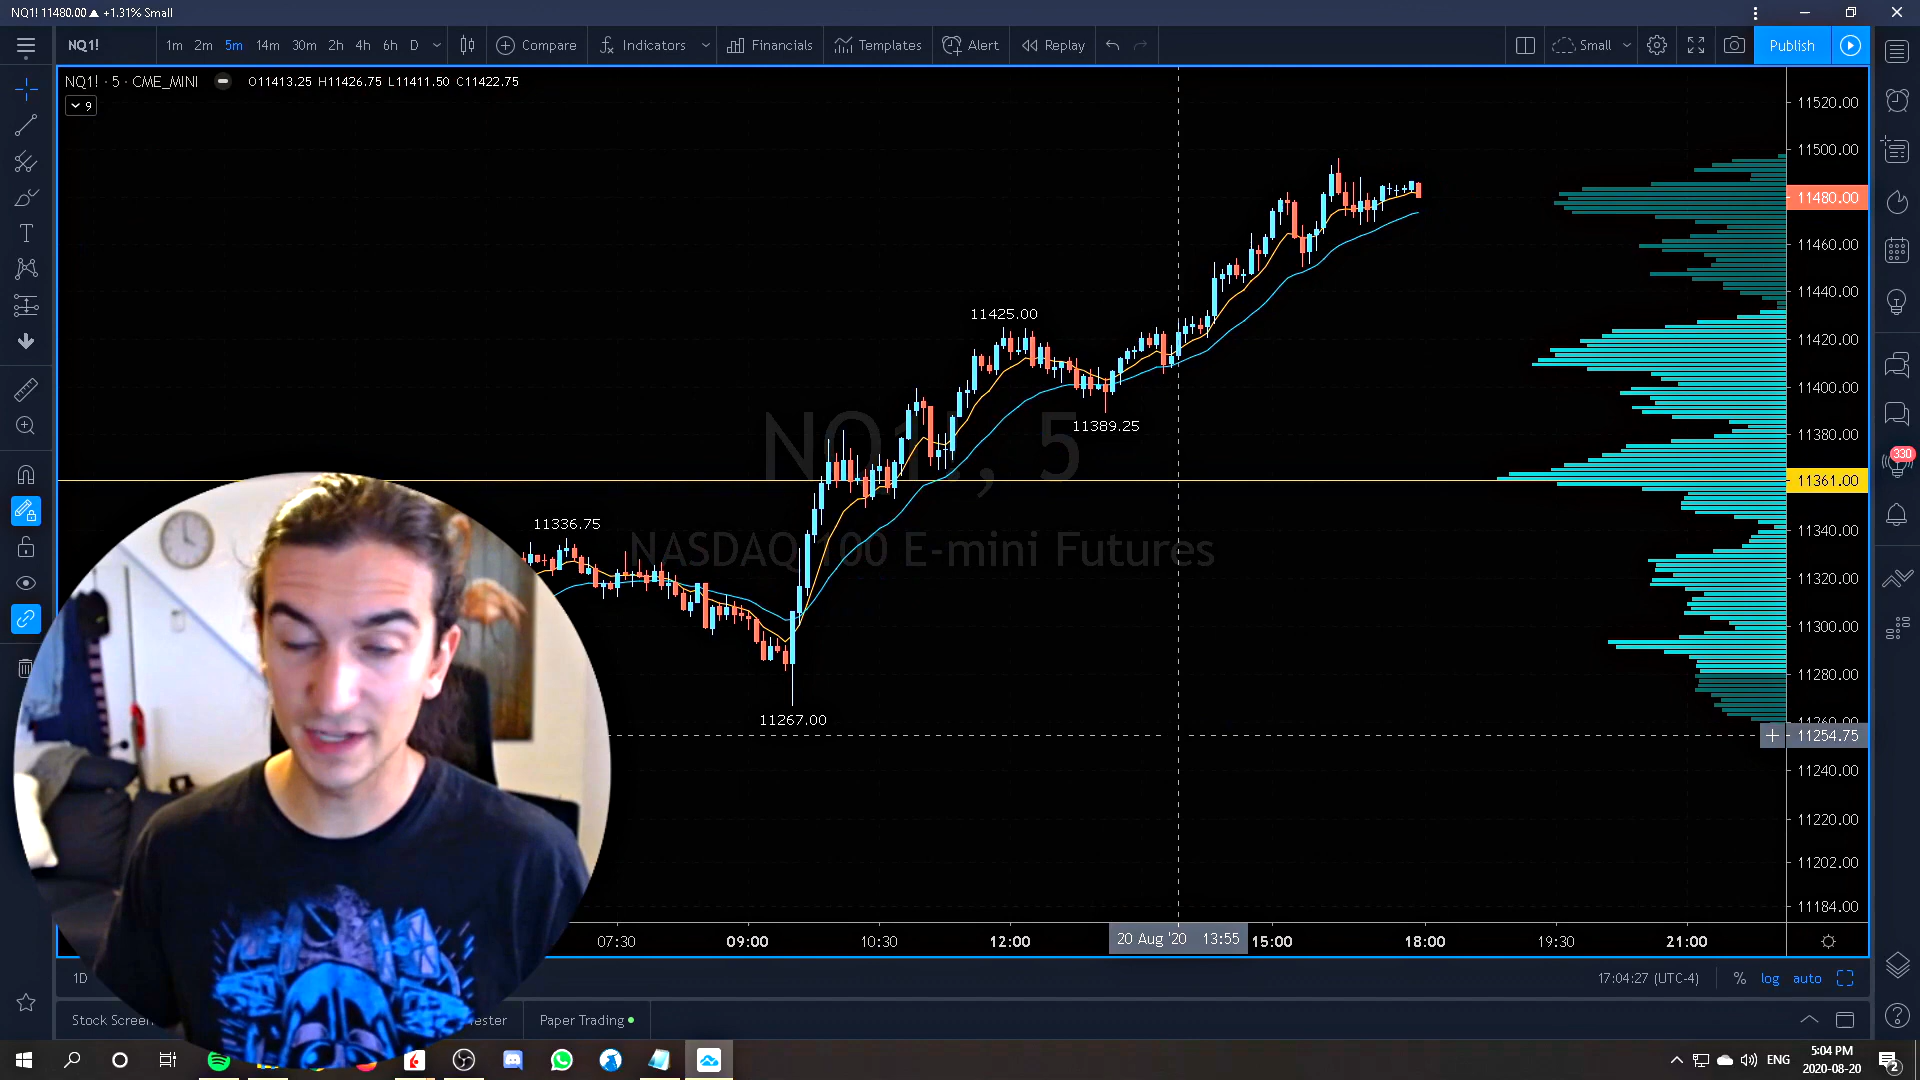 NQ1! 11480.00 ▲ +1.31% Small
NQ1! 1m 2m 5m 14m 30m 2h 4h 6h D Compare Indicators Financials Templates Alert Replay Small Publish
NQ1! · 5 · CME_MINI O11413.25 H11426.75 L11411.50 C11422.75
9
11520.00
11500.00
11480.00
11460.00
11440.00
11425.00
11420.00
11400.00
11389.25
11380.00
NQ1!, 5
330
11361.00
11336.75
11340.00
NASDAQ 100 E-mini Futures
11320.00
11300.00
11280.00
11267.00
11260.00
11254.75
11240.00
11220.00
11202.00
11184.00
07:30 09:00 10:30 12:00 20 Aug '20 13:55 15:00 18:00 19:30 21:00
1D 17:04:27 (UTC-4) % log auto
Paper Trading
ENG
5:04 PM
2020-08-20
2